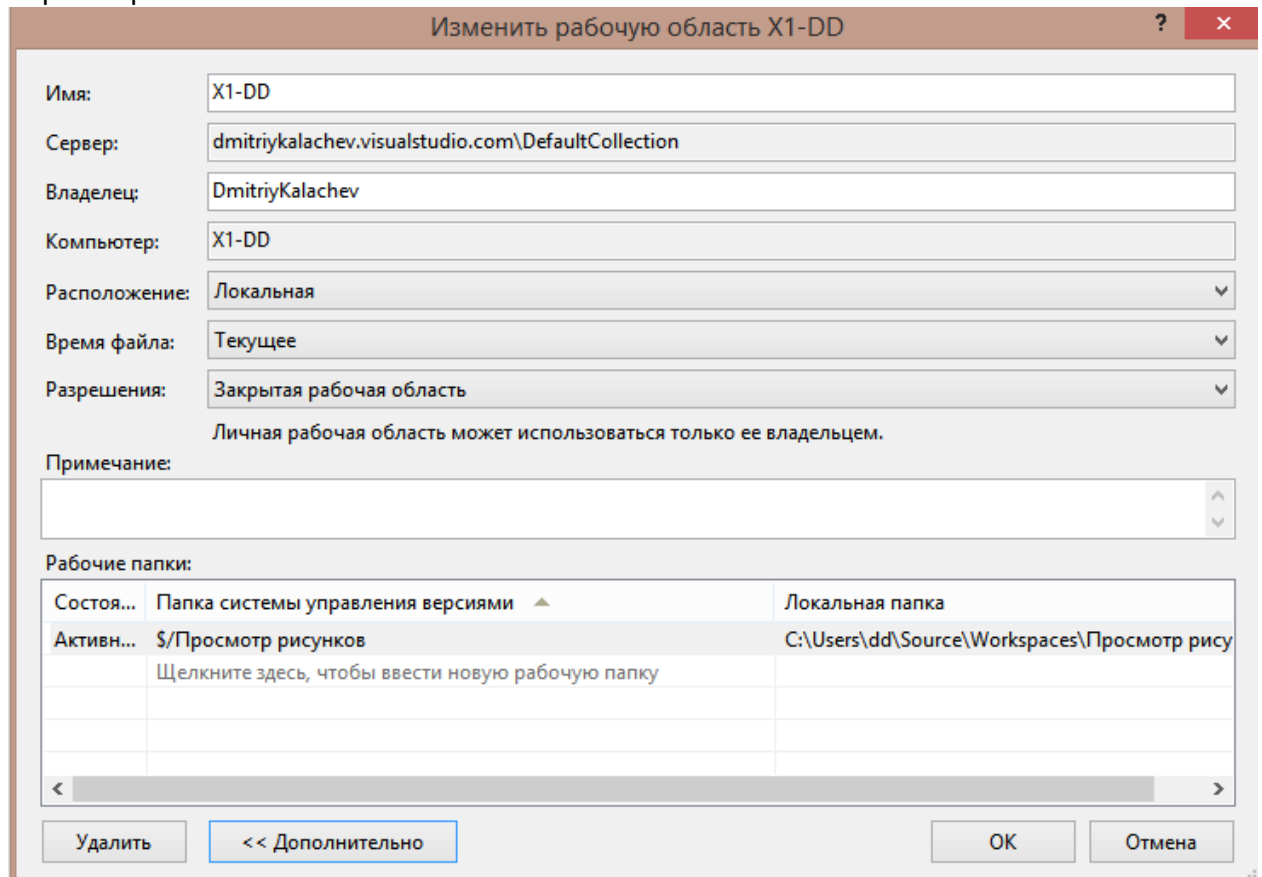 Изменить рабочую область X1-DD ?
Имя: X1-DD
Сервер: dmitriykalachev.visualstudio.com\DefaultCollection
Владелец: DmitriyKalachev
Компьютер: X1-DD
Расположение: Локальная
Время файла: Текущее
Разрешения: Закрытая рабочая область
Личная рабочая область может использоваться только ее владельцем.
Примечание:
Рабочие папки:
Состоя... Папка системы управления версиями Локальная папка
Активн... $/Просмотр рисунков C:\Users\dd\Source\Workspaces\Просмотр рису
Щелкните здесь, чтобы ввести новую рабочую папку
Удалить << Дополнительно ОК Отмена